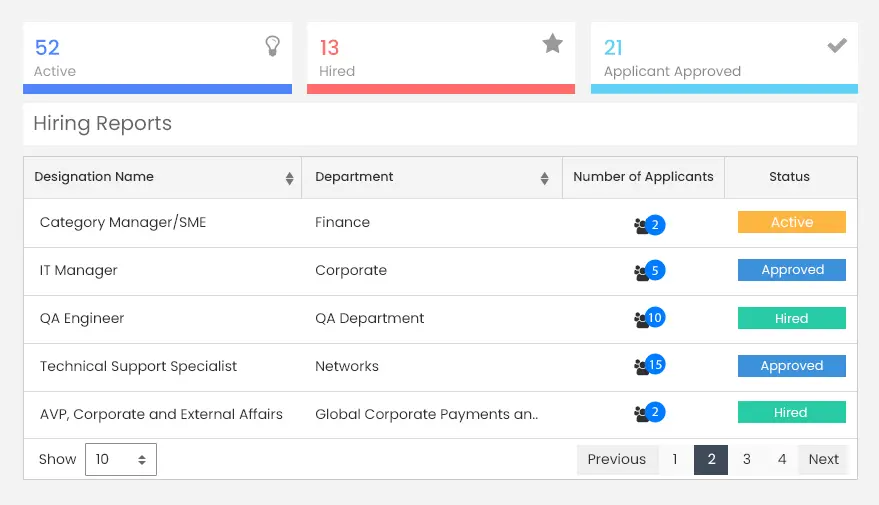 52 13 21
Active Hired Applicant Approved
Hiring Reports
Designation Name Department Number of Applicants Status
Category Manager/SME Finance 2 Active
IT Manager Corporate 5 Approved
QA Engineer QA Department 10 Hired
Technical Support Specialist Networks 15 Approved
AVP, Corporate and External Affairs Global Corporate Payments an.. 2 Hired
Show 10 Previous 1 2 3 4 Next